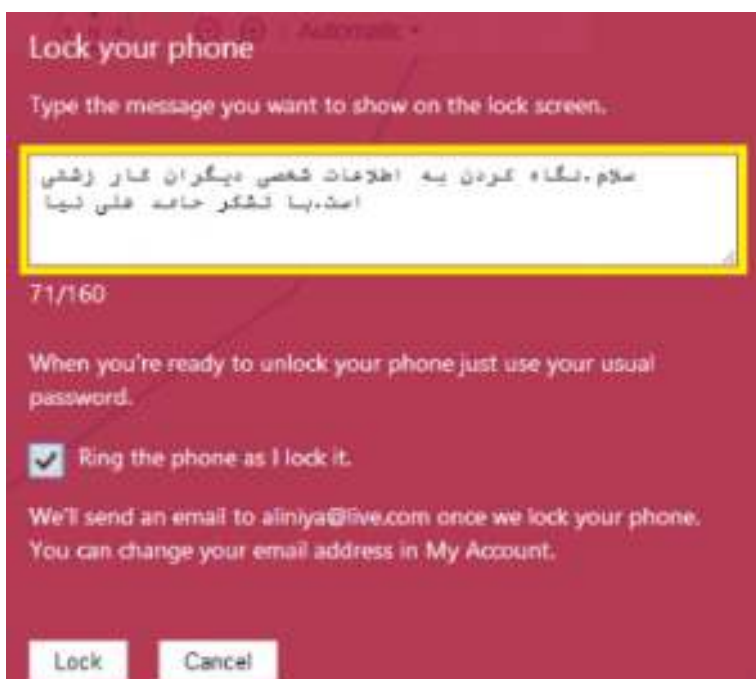 Automatic
Lock your phone
Type the message you want to show on the lock screen.
سلام.نگاه کردن به اطلاعات شخصی دیگران کار زشتی
است.با تشکر حامد علی نیا
71/160
When you're ready to unlock your phone just use your usual
password.
Ring the phone as I lock it.
We'll send an email to aliniya@live.com once we lock your phone.
You can change your email address in My Account.
Lock Cancel